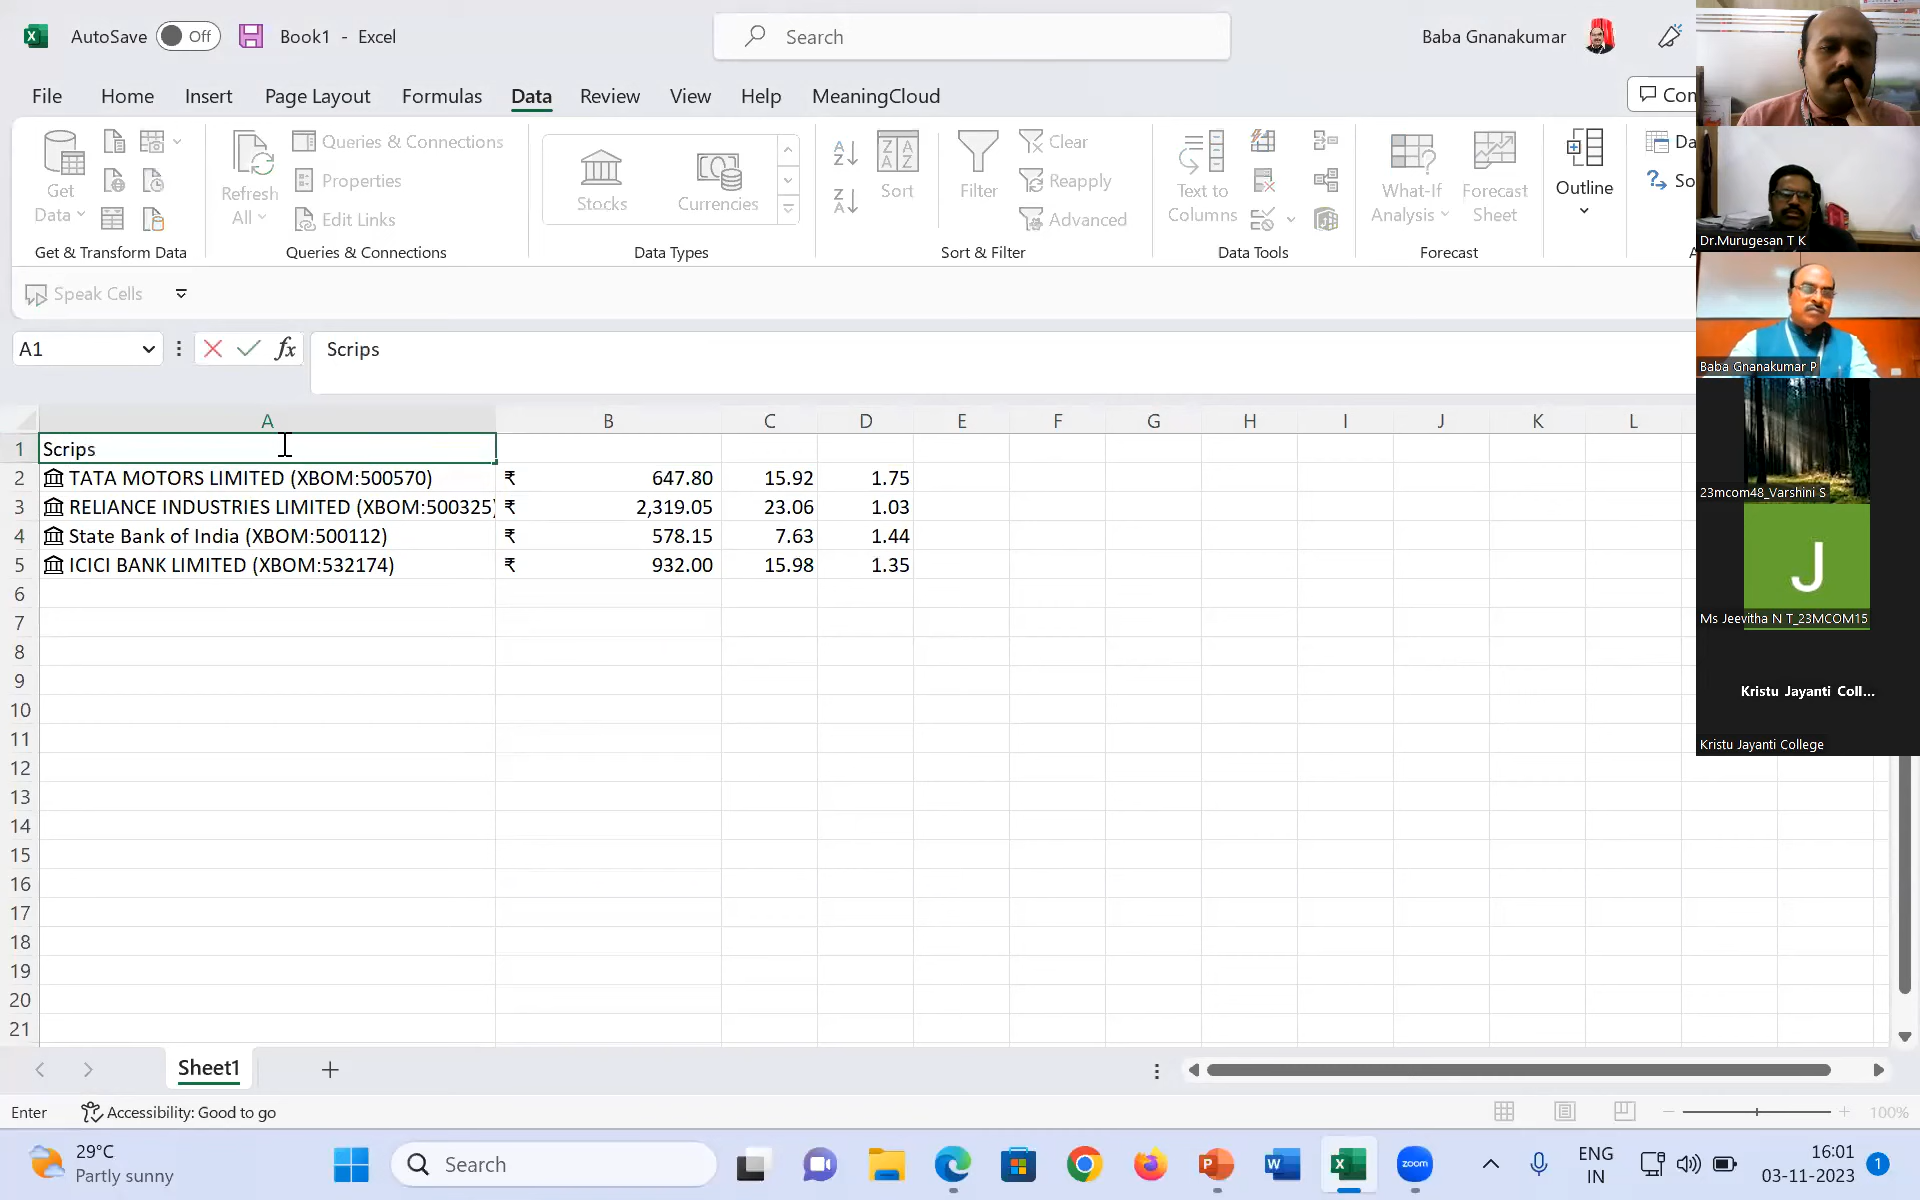 AutoSave Off Book1 - Excel Search Baba Gnanakumar
File Home Insert Page Layout Formulas Data Review View Help MeaningCloud
Get Data
Refresh All
Queries & Connections
Properties
Edit Links
Stocks Currencies
Sort
Filter
Clear
Reapply
Advanced
Text to Columns
What-If Analysis
Forecast Sheet
Outline
Get & Transform Data Queries & Connections Data Types Sort & Filter Data Tools Forecast
Speak Cells
A1 fx Scrips
A B C D E F G H I J K L
1 Scrips
2 TATA MOTORS LIMITED (XBOM:500570) ₹ 647.80 15.92 1.75
3 RELIANCE INDUSTRIES LIMITED (XBOM:500325) ₹ 2,319.05 23.06 1.03
4 State Bank of India (XBOM:500112) ₹ 578.15 7.63 1.44
5 ICICI BANK LIMITED (XBOM:532174) ₹ 932.00 15.98 1.35
6
7
8
9
10
11
12
13
14
15
16
17
18
19
20
21
Dr.Murugesan T K
Baba Gnanakumar P
23mcom48_Varshini S
J
Ms Jeevitha N T_23MCOM15
Kristu Jayanti Coll...
Kristu Jayanti College
Sheet1
Enter Accessibility: Good to go 100%
29°C
Partly sunny
Search
zoom
ENG
IN
16:01
03-11-2023
1